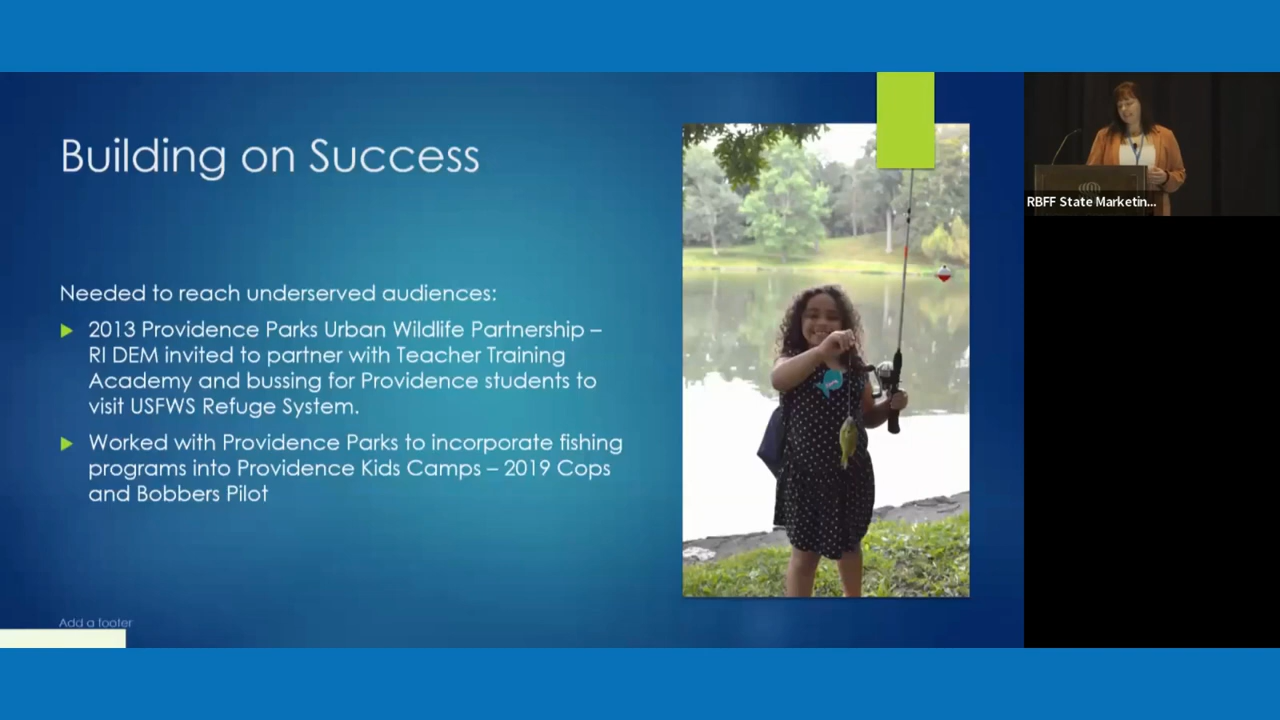 Building on Success
Needed to reach underserved audiences:
2013 Providence Parks Urban Wildlife Partnership –
RI DEM invited to partner with Teacher Training
Academy and bussing for Providence students to
visit USFWS Refuge System.
Worked with Providence Parks to incorporate fishing
programs into Providence Kids Camps – 2019 Cops
and Bobbers Pilot
Add a footer
RBFF State Marketin...